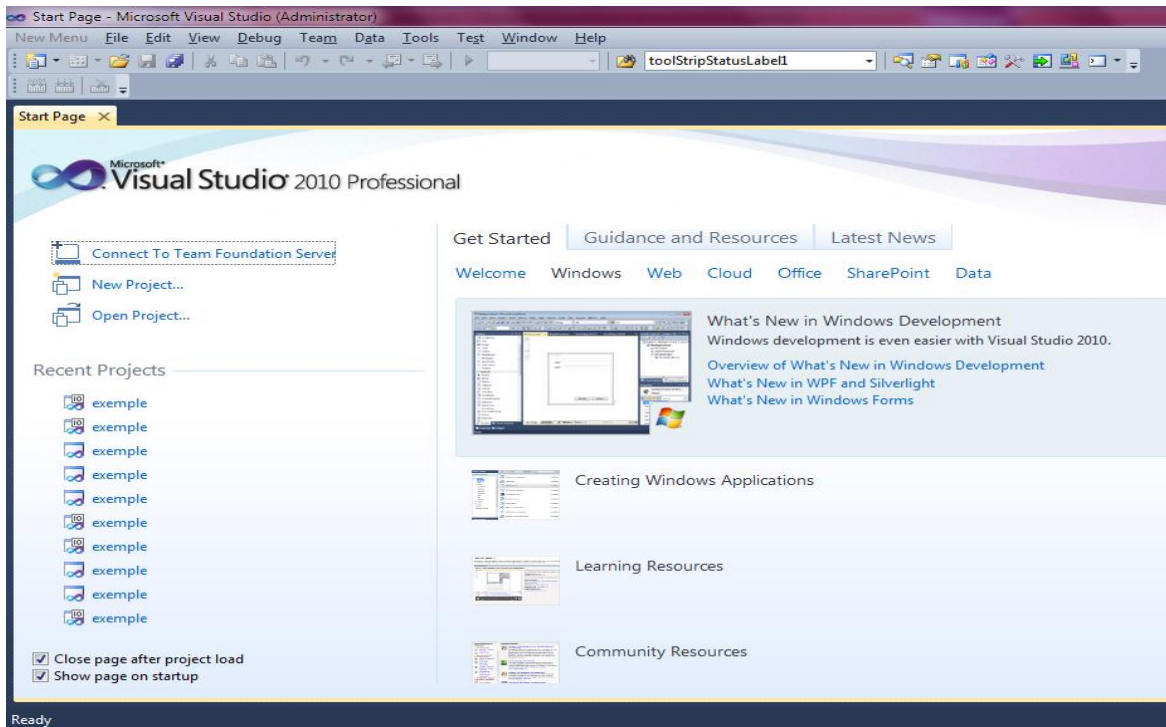 Start Page - Microsoft Visual Studio (Administrator)
New Menu File Edit View Debug Team Data Tools Test Window Help
toolStripStatusLabel1
Start Page
Microsoft
Visual Studio 2010 Professional
Connect To Team Foundation Server
New Project...
Open Project...
Recent Projects
exemple
exemple
exemple
exemple
exemple
exemple
exemple
exemple
exemple
exemple
Close page after project load
Show page on startup
Get Started Guidance and Resources Latest News
Welcome Windows Web Cloud Office SharePoint Data
What's New in Windows Development
Windows development is even easier with Visual Studio 2010.
Overview of What's New in Windows Development
What's New in WPF and Silverlight
What's New in Windows Forms
Creating Windows Applications
Learning Resources
Community Resources
Ready